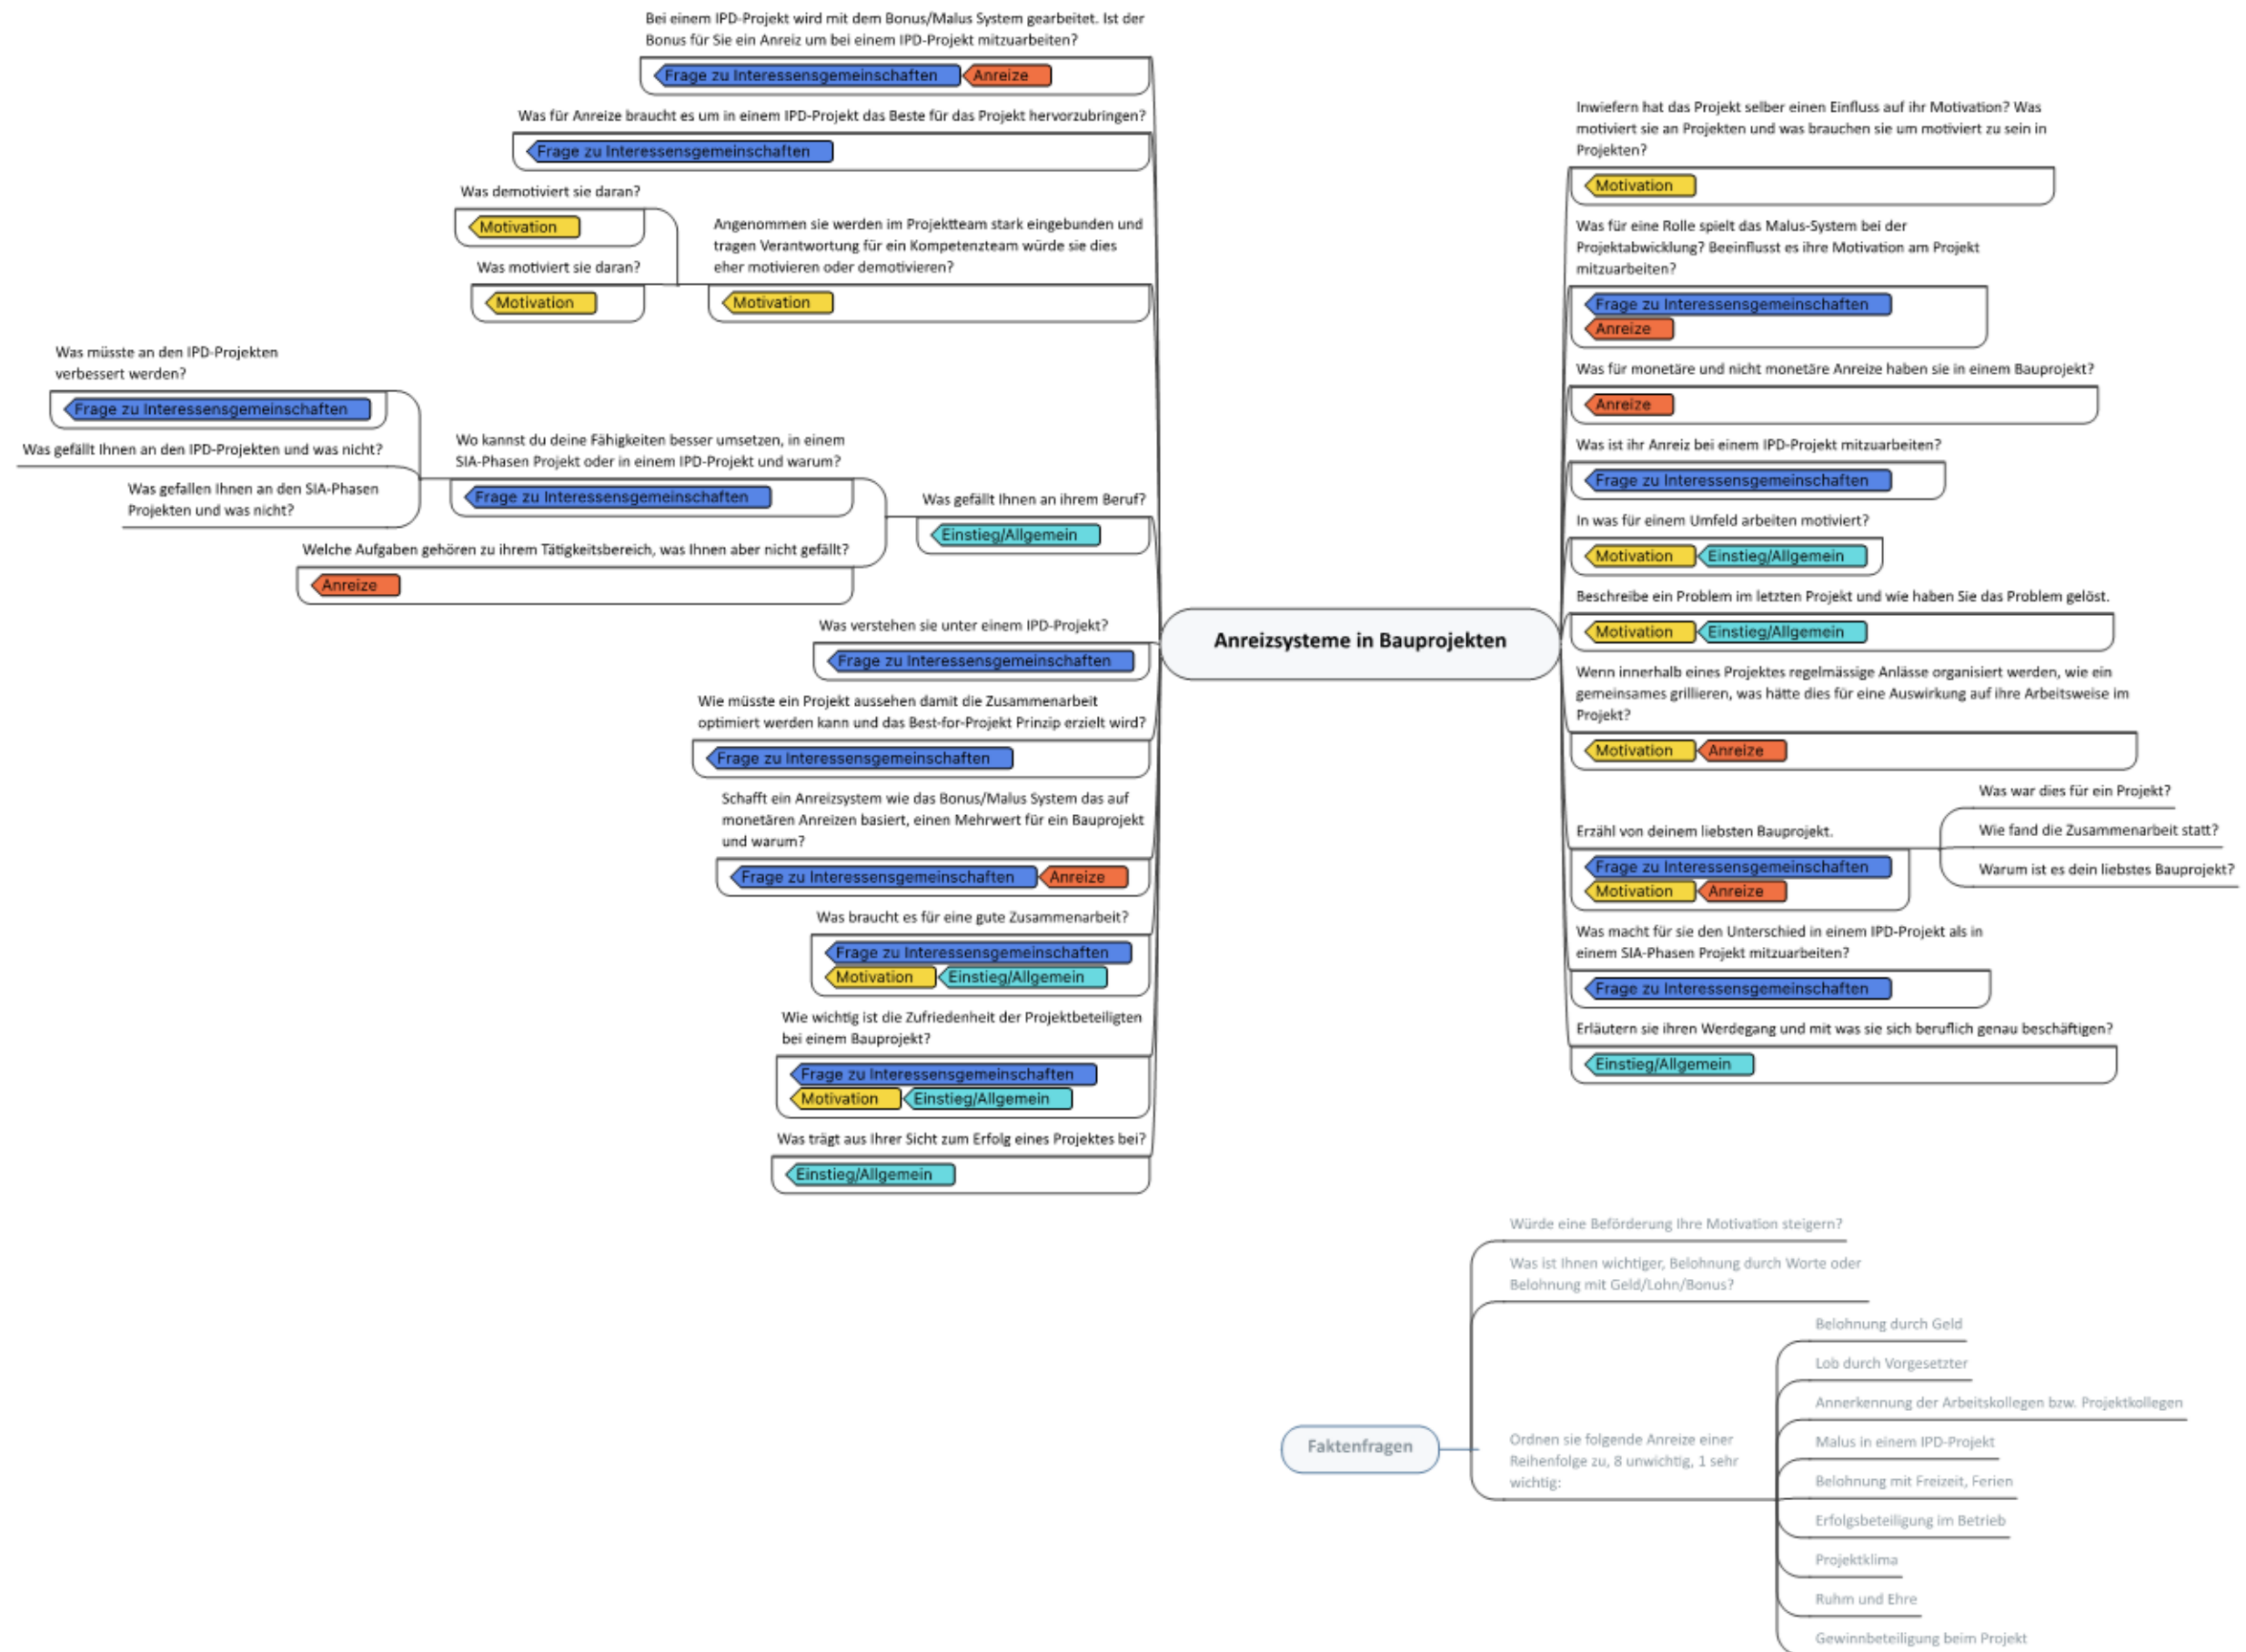 Bei einem IPD-Projekt wird mit dem Bonus/Malus System gearbeitet. Ist der
Bonus für Sie ein Anreiz um bei einem IPD-Projekt mitzuarbeiten?
Frage zu Interessensgemeinschaften Anreize
Was für Anreize braucht es um in einem IPD-Projekt das Beste für das Projekt hervorzubringen?
Frage zu Interessensgemeinschaften
Was demotiviert sie daran?
Motivation
Was motiviert sie daran?
Motivation
Angenommen sie werden im Projektteam stark eingebunden und
tragen Verantwortung für ein Kompetenzteam würde sie dies
eher motivieren oder demotivieren?
Motivation
Was müsste an den IPD-Projekten
verbessert werden?
Frage zu Interessensgemeinschaften
Was gefällt Ihnen an den IPD-Projekten und was nicht?
Was gefallen Ihnen an den SIA-Phasen
Projekten und was nicht?
Wo kannst du deine Fähigkeiten besser umsetzen, in einem
SIA-Phasen Projekt oder in einem IPD-Projekt und warum?
Frage zu Interessensgemeinschaften
Welche Aufgaben gehören zu ihrem Tätigkeitsbereich, was Ihnen aber nicht gefällt?
Anreize
Was gefällt Ihnen an ihrem Beruf?
Einstieg/Allgemein
Was verstehen sie unter einem IPD-Projekt?
Frage zu Interessensgemeinschaften
Wie müsste ein Projekt aussehen damit die Zusammenarbeit
optimiert werden kann und das Best-for-Projekt Prinzip erzielt wird?
Frage zu Interessensgemeinschaften
Schafft ein Anreizsystem wie das Bonus/Malus System das auf
monetären Anreizen basiert, einen Mehrwert für ein Bauprojekt
und warum?
Frage zu Interessensgemeinschaften Anreize
Was braucht es für eine gute Zusammenarbeit?
Frage zu Interessensgemeinschaften
Motivation Einstieg/Allgemein
Wie wichtig ist die Zufriedenheit der Projektbeteiligten
bei einem Bauprojekt?
Frage zu Interessensgemeinschaften
Motivation Einstieg/Allgemein
Was trägt aus Ihrer Sicht zum Erfolg eines Projektes bei?
Einstieg/Allgemein
Anreizsysteme in Bauprojekten
Inwiefern hat das Projekt selber einen Einfluss auf ihr Motivation? Was
motiviert sie an Projekten und was brauchen sie um motiviert zu sein in
Projekten?
Motivation
Was für eine Rolle spielt das Malus-System bei der
Projektabwicklung? Beeinflusst es ihre Motivation am Projekt
mitzuarbeiten?
Frage zu Interessensgemeinschaften
Anreize
Was für monetäre und nicht monetäre Anreize haben sie in einem Bauprojekt?
Anreize
Was ist ihr Anreiz bei einem IPD-Projekt mitzuarbeiten?
Frage zu Interessensgemeinschaften
In was für einem Umfeld arbeiten motiviert?
Motivation Einstieg/Allgemein
Beschreibe ein Problem im letzten Projekt und wie haben Sie das Problem gelöst.
Motivation Einstieg/Allgemein
Wenn innerhalb eines Projektes regelmässige Anlässe organisiert werden, wie ein
gemeinsames grillieren, was hätte dies für eine Auswirkung auf ihre Arbeitsweise im
Projekt?
Motivation Anreize
Erzähl von deinem liebsten Bauprojekt.
Frage zu Interessensgemeinschaften
Motivation Anreize
Was war dies für ein Projekt?
Wie fand die Zusammenarbeit statt?
Warum ist es dein liebstes Bauprojekt?
Was macht für sie den Unterschied in einem IPD-Projekt als in
einem SIA-Phasen Projekt mitzuarbeiten?
Frage zu Interessensgemeinschaften
Erläutern sie ihren Werdegang und mit was sie sich beruflich genau beschäftigen?
Einstieg/Allgemein
Faktenfragen
Würde eine Beförderung Ihre Motivation steigern?
Was ist Ihnen wichtiger, Belohnung durch Worte oder
Belohnung mit Geld/Lohn/Bonus?
Ordnen sie folgende Anreize einer
Reihenfolge zu, 8 unwichtig, 1 sehr
wichtig:
Belohnung durch Geld
Lob durch Vorgesetzter
Annerkennung der Arbeitskollegen bzw. Projektkollegen
Malus in einem IPD-Projekt
Belohnung mit Freizeit, Ferien
Erfolgsbeteiligung im Betrieb
Projektklima
Ruhm und Ehre
Gewinnbeteiligung beim Projekt